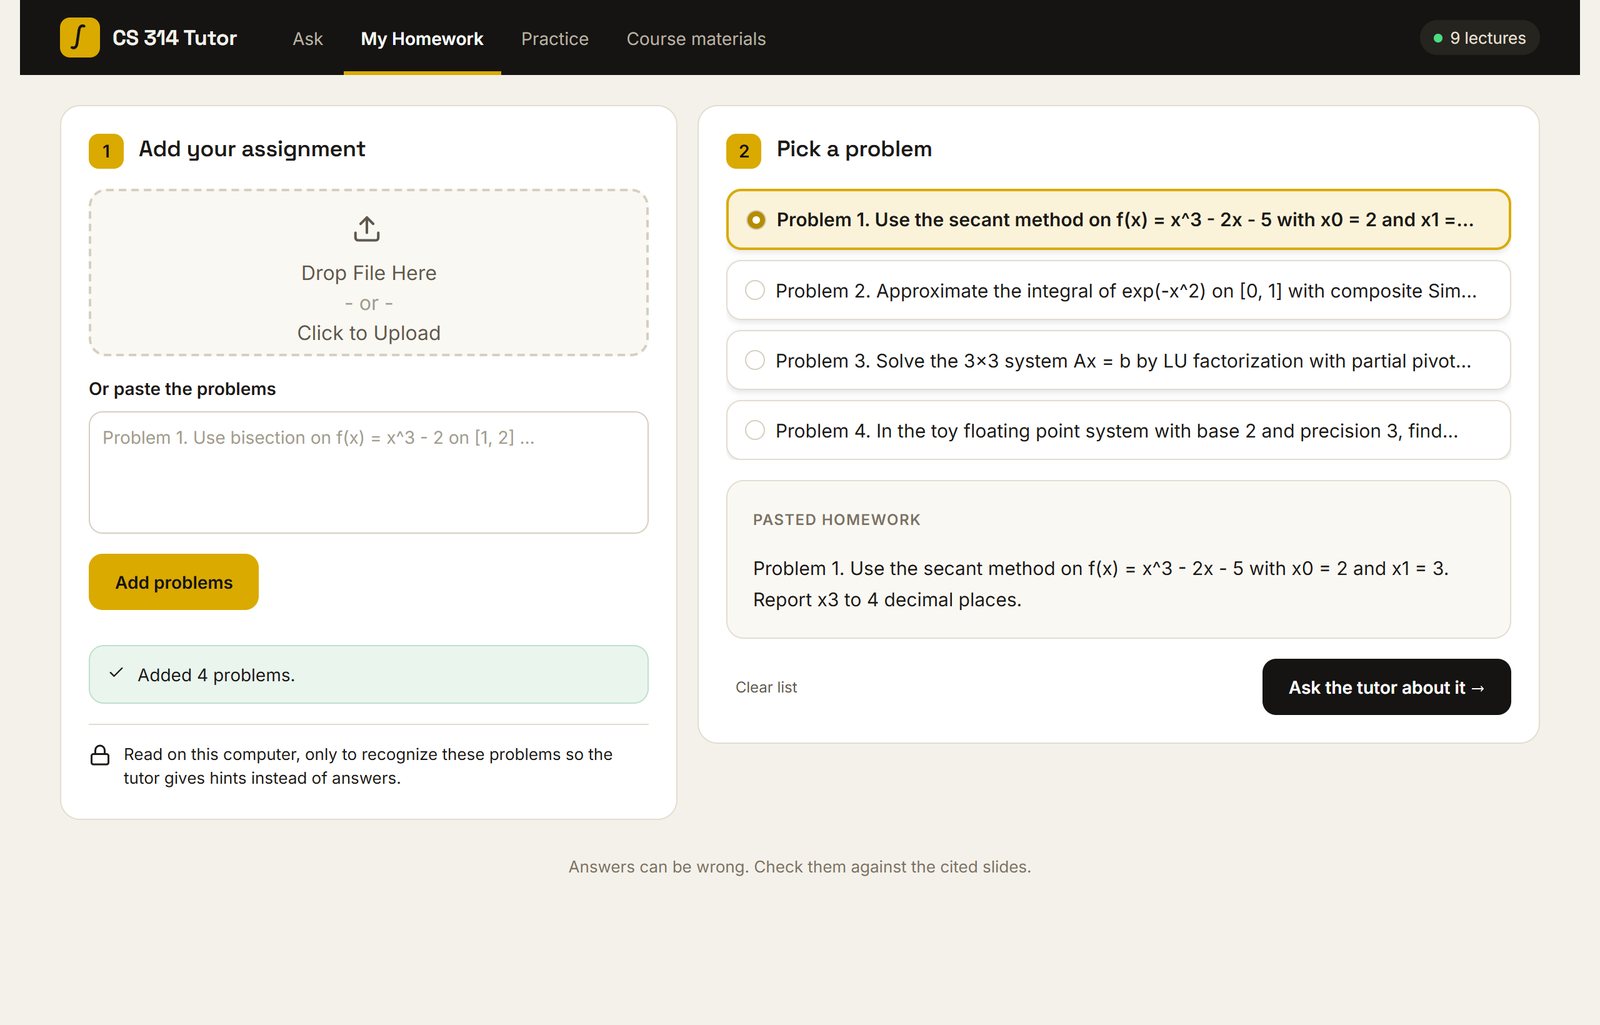 ∫ CS 314 Tutor Ask My Homework Practice Course materials 9 lectures
1 Add your assignment
Drop File Here
- or -
Click to Upload
Or paste the problems
Problem 1. Use bisection on f(x) = x^3 - 2 on [1, 2] ...
Add problems
Added 4 problems.
Read on this computer, only to recognize these problems so the
tutor gives hints instead of answers.
2 Pick a problem
Problem 1. Use the secant method on f(x) = x^3 - 2x - 5 with x0 = 2 and x1 =...
Problem 2. Approximate the integral of exp(-x^2) on [0, 1] with composite Sim...
Problem 3. Solve the 3×3 system Ax = b by LU factorization with partial pivot...
Problem 4. In the toy floating point system with base 2 and precision 3, find...
PASTED HOMEWORK
Problem 1. Use the secant method on f(x) = x^3 - 2x - 5 with x0 = 2 and x1 = 3.
Report x3 to 4 decimal places.
Clear list
Ask the tutor about it →
Answers can be wrong. Check them against the cited slides.